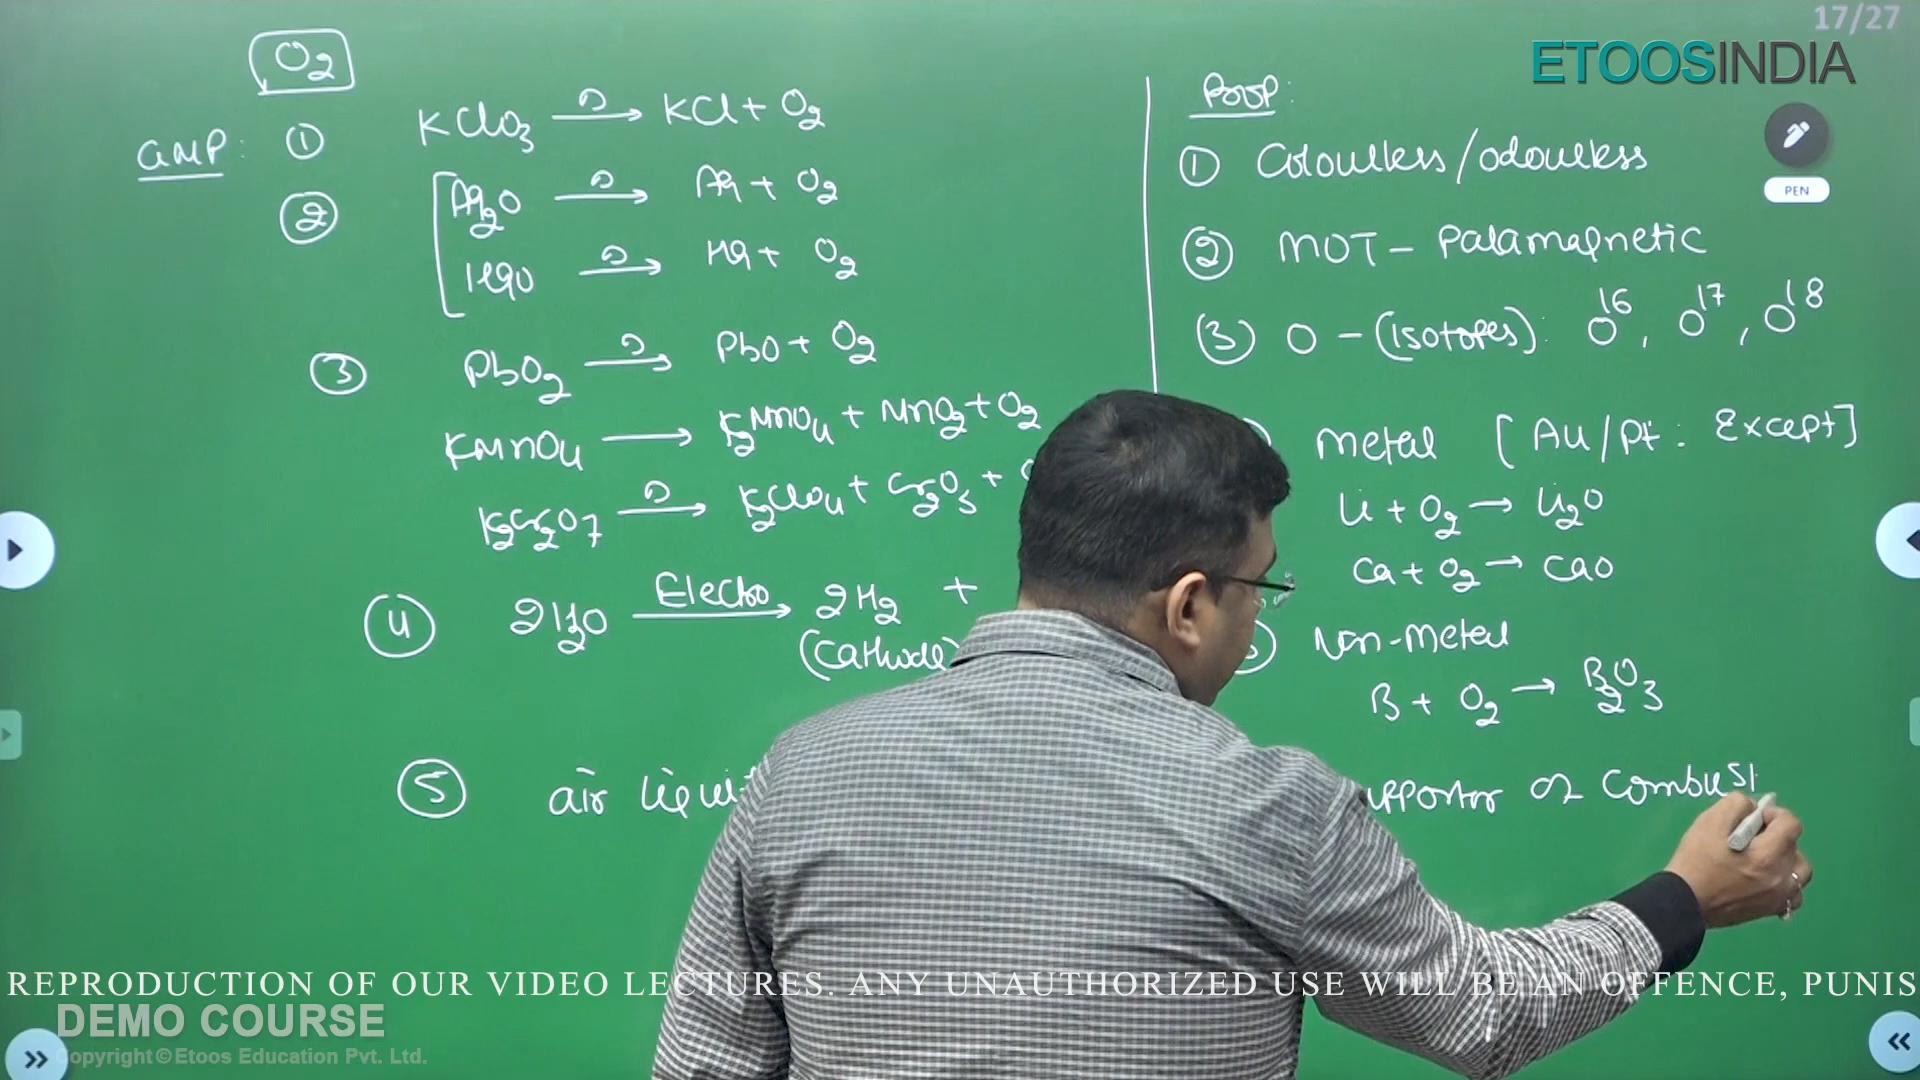 17/27
ETOOSINDIA
PEN
O₂
GMP: ① KClO₃ —Δ→ KCl + O₂
② Ag₂O —Δ→ Ag + O₂
HgO —Δ→ Hg + O₂
③ PbO₂ —Δ→ PbO + O₂
KMnO₄ → K₂MnO₄ + MnO₂ + O₂
K₂Cr₂O₇ —Δ→ + Cr₂O₃ +
④ 2H₂O —Electro→ 2H₂ +
(Cathode)
⑤ air
Prop:
① Colourless/odourless
② MOT - Paramagnetic
③ O - (Isotopes): O¹⁶, O¹⁷, O¹⁸
Metal [Au/Pt: Except]
Li + O₂ → Li₂O
Ca + O₂ → CaO
Non-Metal
B + O₂ → B₂O₃
upporter of Combust
REPRODUCTION OF OUR VIDEO LECTURES. ANY UNAUTHORIZED USE WILL BE AN OFFENCE, PUNIS
DEMO COURSE
opyright © Etoos Education Pvt. Ltd.